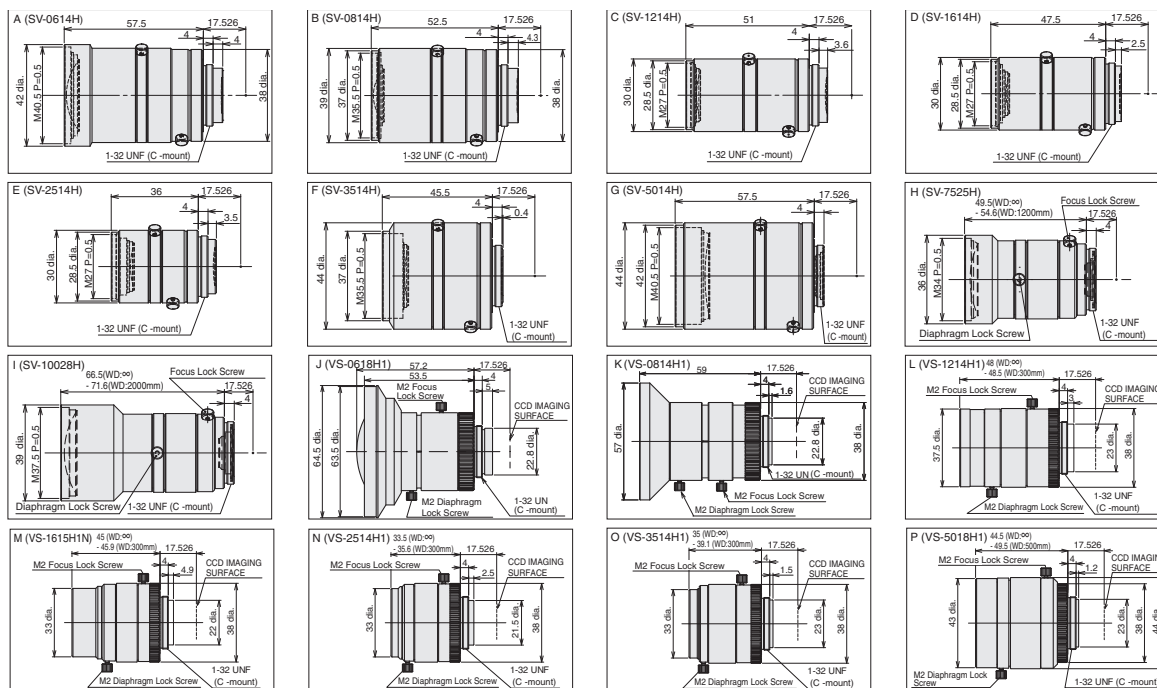 A (SV-0614H)
57.5
17.526
4
4
42 dia.
M40.5 P=0.5
38 dia.
1-32 UNF (C -mount)
B (SV-0814H)
52.5
17.526
4
4.3
39 dia.
37 dia.
M35.5 P=0.5
38 dia.
1-32 UNF (C -mount)
C (SV-1214H)
51
17.526
4
3.6
30 dia.
28.5 dia.
M27 P=0.5
1-32 UNF (C -mount)
D (SV-1614H)
47.5
17.526
4
2.5
30 dia.
28.5 dia.
M27 P=0.5
1-32 UNF (C -mount)
E (SV-2514H)
36
17.526
4
3.5
30 dia.
28.5 dia.
M27 P=0.5
1-32 UNF (C -mount)
F (SV-3514H)
45.5
17.526
4
0.4
44 dia.
37 dia.
M35.5 P=0.5
1-32 UNF
(C -mount)
G (SV-5014H)
57.5
17.526
4
44 dia.
42 dia.
M40.5 P=0.5
1-32 UNF
(C -mount)
H (SV-7525H)
49.5(WD:∞)
- 54.6(WD:1200mm)
Focus Lock Screw
17.526
4
36 dia.
M34 P=0.5
Diaphragm Lock Screw
1-32 UNF
(C -mount)
I (SV-10028H)
66.5(WD:∞)
- 71.6(WD:2000mm)
Focus Lock Screw
17.526
4
39 dia.
M37.5 P=0.5
Diaphragm Lock Screw
1-32 UNF (C -mount)
J (VS-0618H1)
57.2
17.526
53.5
4
5
M2 Focus
Lock Screw
CCD IMAGING
SURFACE
64.5 dia.
63.5 dia.
22.8 dia.
M2 Diaphragm
Lock Screw
1-32 UN
(C -mount)
K (VS-0814H1)
59
17.526
4
1.6
CCD IMAGING
SURFACE
57 dia.
22.8 dia.
38 dia.
1-32 UN (C -mount)
M2 Focus Lock Screw
M2 Diaphragm Lock Screw
L (VS-1214H1)
48 (WD:∞)
- 48.5 (WD:300mm)
17.526
M2 Focus Lock Screw
4
3
CCD IMAGING
SURFACE
37.5 dia.
23 dia.
38 dia.
M2 Diaphragm Lock Screw
1-32 UNF
(C -mount)
M (VS-1615H1N)
45 (WD:∞)
- 45.9 (WD:300mm)
17.526
M2 Focus Lock Screw
4
4.9
CCD IMAGING
SURFACE
33 dia.
22 dia.
38 dia.
M2 Diaphragm Lock Screw
1-32 UNF
(C -mount)
N (VS-2514H1)
33.5 (WD:∞)
- 35.6 (WD:300mm)
17.526
M2 Focus Lock Screw
4
2.5
CCD IMAGING
SURFACE
33 dia.
21.5 dia.
38 dia.
M2 Diaphragm Lock Screw
1-32 UNF
(C -mount)
O (VS-3514H1)
35 (WD:∞)
- 39.1 (WD:300mm)
17.526
M2 Focus Lock Screw
4
1.5
CCD IMAGING
SURFACE
33 dia.
23 dia.
38 dia.
M2 Diaphragm Lock Screw
1-32 UNF
(C -mount)
P (VS-5018H1)
44.5 (WD:∞)
- 49.5 (WD:500mm)
17.526
M2 Focus Lock Screw
4
1.2
CCD IMAGING
SURFACE
43 dia.
23 dia.
38 dia.
44 dia.
M2 Diaphragm Lock
Screw
1-32 UNF (C -mount)